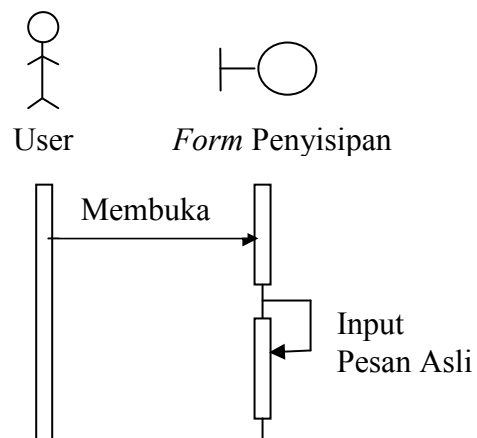 User
Form Penyisipan
Membuka
Input
Pesan Asli